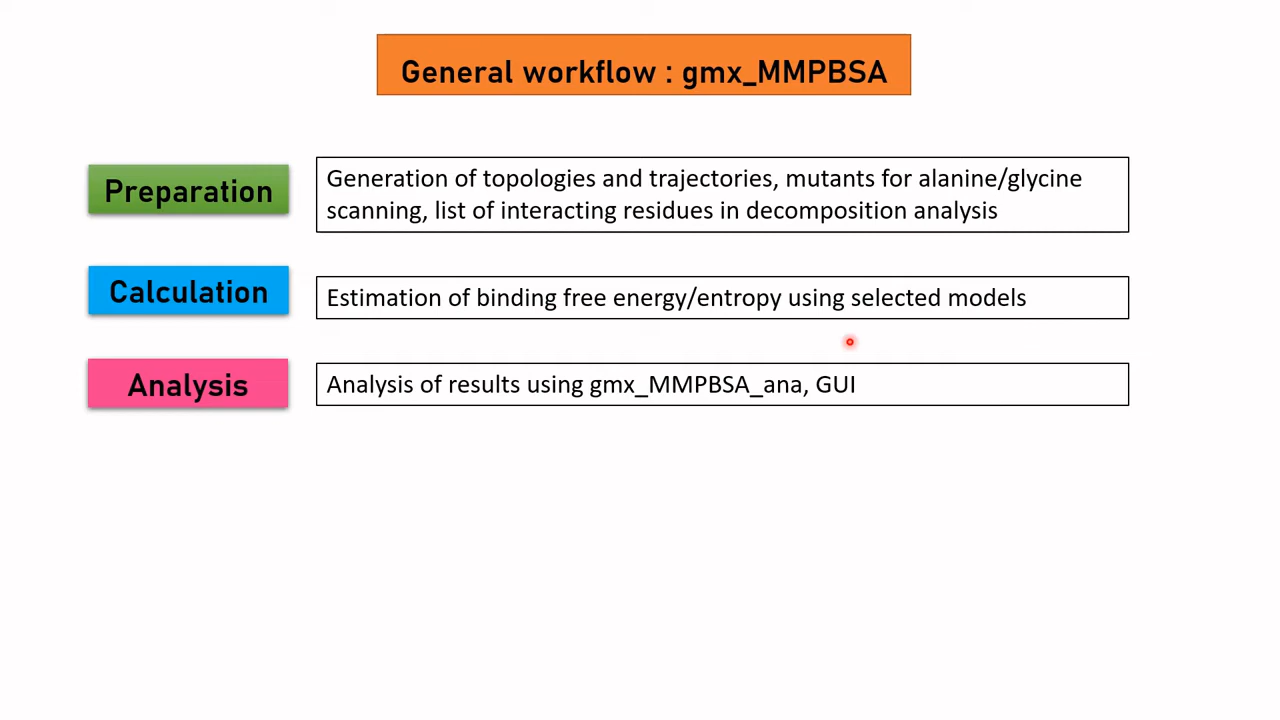 General workflow : gmx_MMPBSA
Preparation
Generation of topologies and trajectories, mutants for alanine/glycine
scanning, list of interacting residues in decomposition analysis
Calculation
Estimation of binding free energy/entropy using selected models
Analysis
Analysis of results using gmx_MMPBSA_ana, GUI